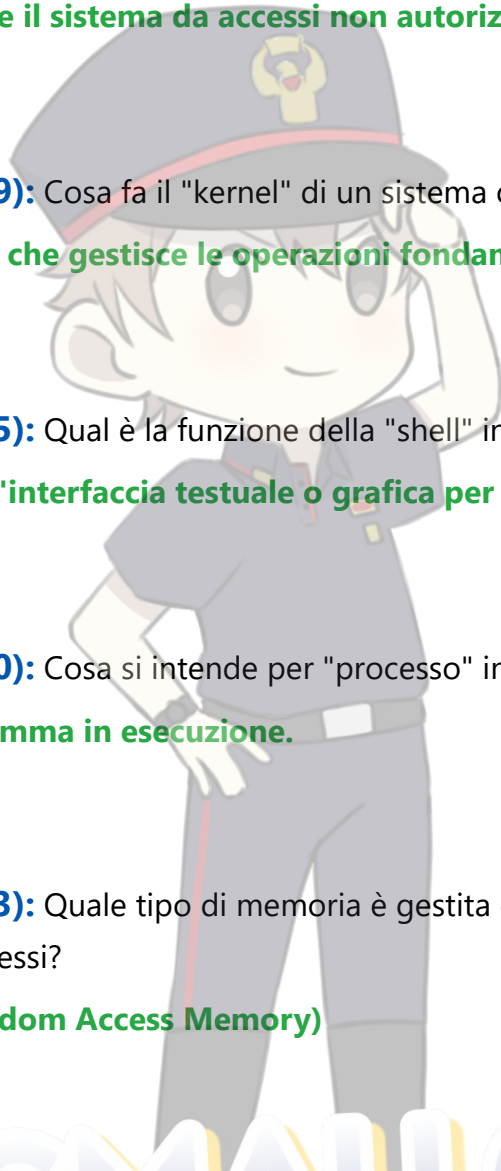 e il sistema da accessi non autoriz
9): Cosa fa il "kernel" di un sistema
che gestisce le operazioni fondan
5): Qual è la funzione della "shell" in
'interfaccia testuale o grafica per
0): Cosa si intende per "processo" in
mma in esecuzione.
3): Quale tipo di memoria è gestita
essi?
dom Access Memory)